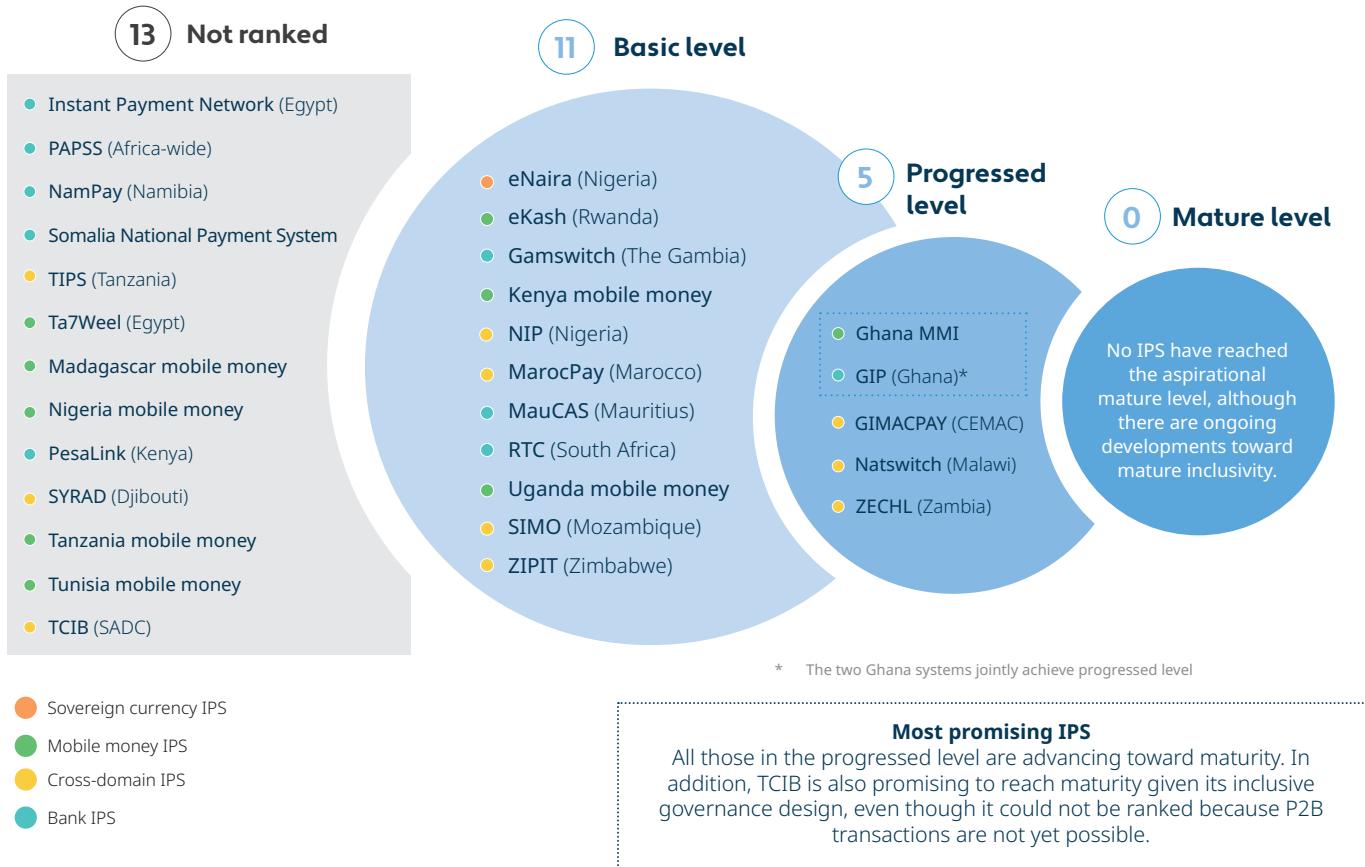 13 Not ranked
Instant Payment Network (Egypt)
PAPSS (Africa-wide)
NamPay (Namibia)
Somalia National Payment System
TIPS (Tanzania)
Ta7Weel (Egypt)
Madagascar mobile money
Nigeria mobile money
PesaLink (Kenya)
SYRAD (Djibouti)
Tanzania mobile money
Tunisia mobile money
TCIB (SADC)
11 Basic level
eNaira (Nigeria)
eKash (Rwanda)
Gamswitch (The Gambia)
Kenya mobile money
NIP (Nigeria)
MarocPay (Marocco)
MauCAS (Mauritius)
RTC (South Africa)
Uganda mobile money
SIMO (Mozambique)
ZIPIT (Zimbabwe)
5 Progressed
level
Ghana MMI
GIP (Ghana)*
GIMACPAY (CEMAC)
Natswitch (Malawi)
ZECHL (Zambia)
0 Mature level
No IPS have reached
the aspirational
mature level, although
there are ongoing
developments toward
mature inclusivity.
* The two Ghana systems jointly achieve progressed level
Sovereign currency IPS
Mobile money IPS
Cross-domain IPS
Bank IPS
Most promising IPS
All those in the progressed level are advancing toward maturity. In
addition, TCIB is also promising to reach maturity given its inclusive
governance design, even though it could not be ranked because P2B
transactions are not yet possible.